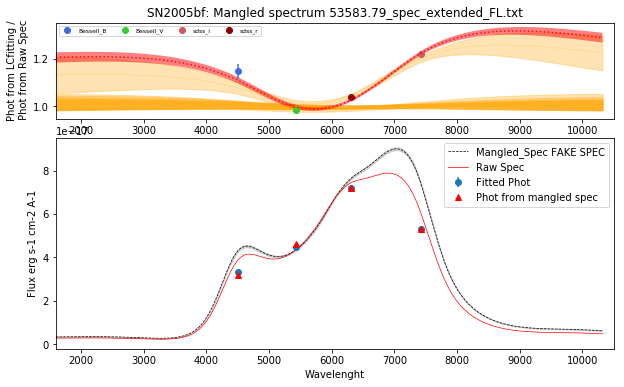 SN2005bf: Mangled spectrum 53583.79_spec_extended_FL.txt
Phot from LCfitting /
Phot from Raw Spec
Bessell_B
Bessell_V
sdss_i
sdss_r
1.2
1.0
2000 3000 4000 5000 6000 7000 8000 9000 10000
1e-17
Mangled_Spec FAKE SPEC
Raw Spec
Fitted Phot
Phot from mangled spec
Flux erg s-1 cm-2 A-1
8
6
4
2
0
2000 3000 4000 5000 6000 7000 8000 9000 10000
Wavelenght